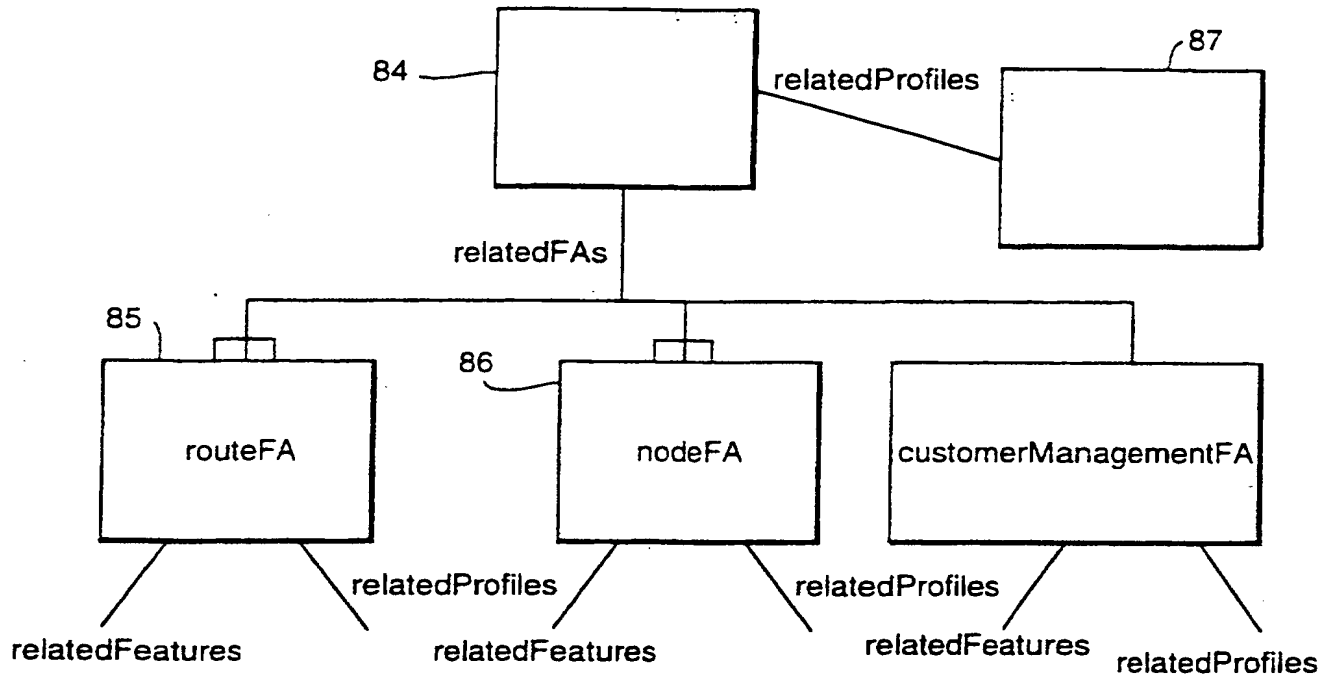 84
87
relatedProfiles
relatedFAs
85
86
routeFA
nodeFA
customerManagementFA
relatedProfiles
relatedProfiles
relatedFeatures
relatedFeatures
relatedFeatures
relatedProfiles